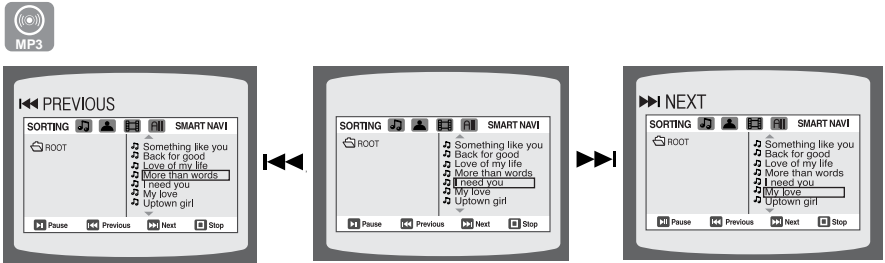 MP3
PREVIOUS
SORTING All SMART NAVI
ROOT
Something like you
Back for good
Love of my life
More than words
I need you
My love
Uptown girl
Pause Previous Next Stop
SORTING All SMART NAVI
ROOT
Something like you
Back for good
Love of my life
More than words
I need you
My love
Uptown girl
Pause Previous Next Stop
NEXT
SORTING All SMART NAVI
ROOT
Something like you
Back for good
Love of my life
More than words
I need you
My love
Uptown girl
Pause Previous Next Stop